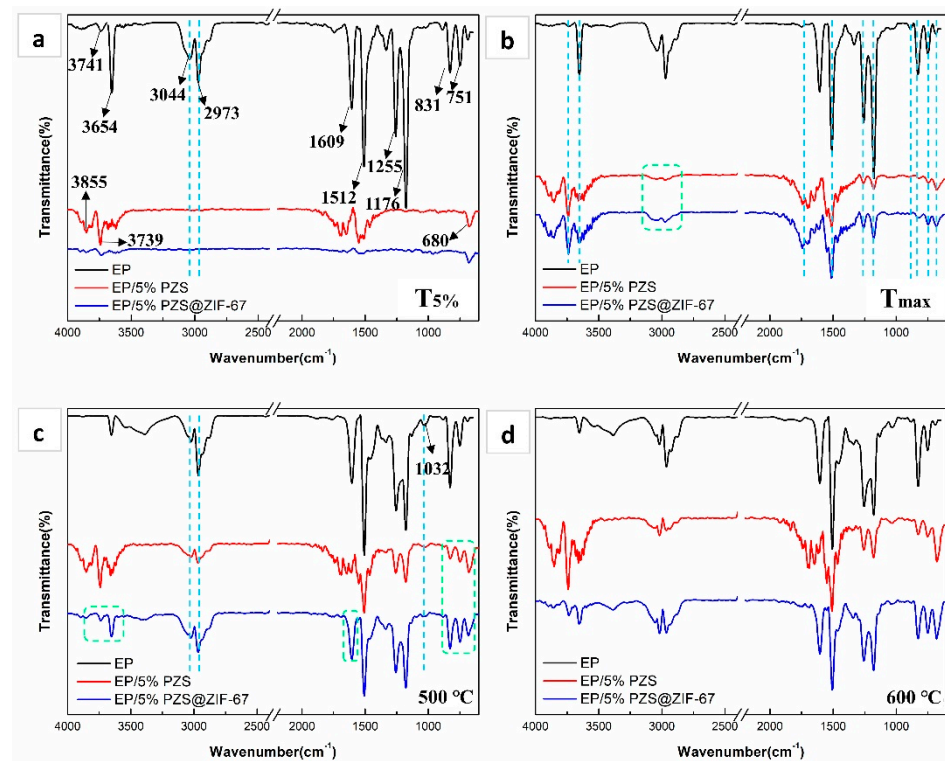 a
3741
3654
3044
2973
1609
1512
1255
1176
831
751
3855
3739
680
EP
EP/5% PZS
EP/5% PZS@ZIF-67
T5%
Transmittance(%)
4000 3500 3000 2500 1500 1000
Wavenumber(cm-1)
b
EP
EP/5% PZS
EP/5% PZS@ZIF-67
Tmax
Transmittance(%)
4000 3500 3000 2500 1500 1000
Wavenumber(cm-1)
c
1032
EP
EP/5% PZS
EP/5% PZS@ZIF-67
500 °C
Transmittance(%)
4000 3500 3000 2500 1500 1000
Wavenumber(cm-1)
d
EP
EP/5% PZS
EP/5% PZS@ZIF-67
600 °C
Transmittance(%)
4000 3500 3000 2500 1500 1000
Wavenumber(cm-1)